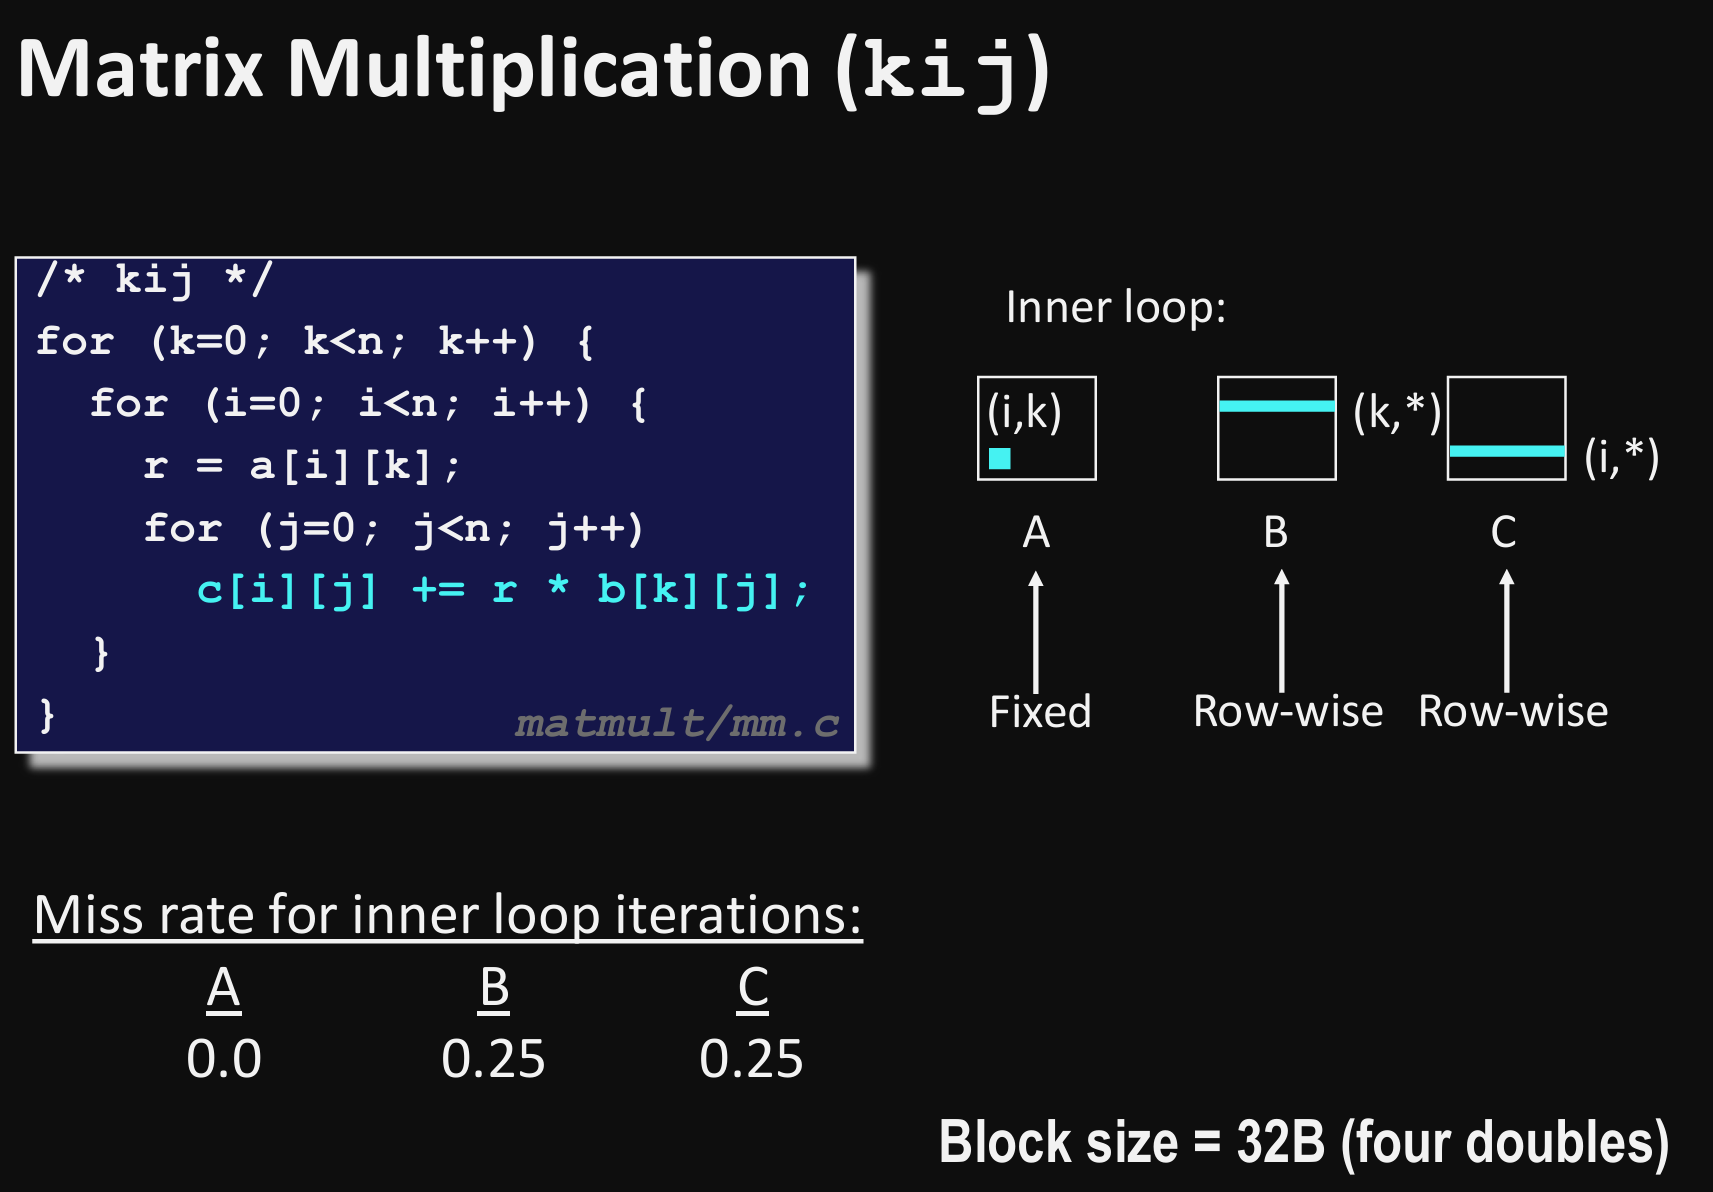 Matrix Multiplication (kij)
/* kij */
for (k=0; k<n; k++) {
  for (i=0; i<n; i++) {
    r = a[i][k];
    for (j=0; j<n; j++)
      c[i][j] += r * b[k][j];
  }
}
matmult/mm.c
Inner loop:
(i,k) (k,*) (i,*)
A B C
Fixed Row-wise Row-wise
Miss rate for inner loop iterations:
A B C
0.0 0.25 0.25
Block size = 32B (four doubles)